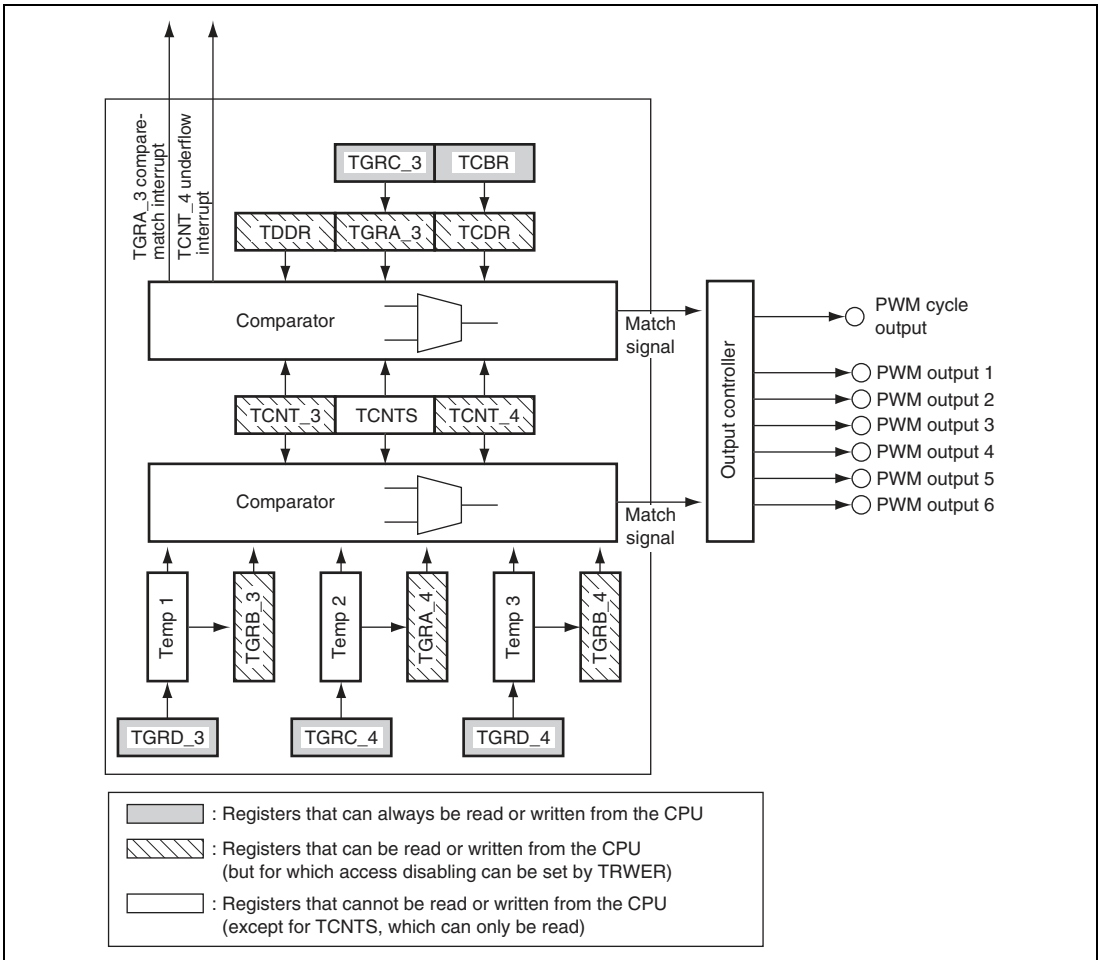 TGRA_3 compare-
match interrupt
TCNT_4 underflow
interrupt
TGRC_3 TCBR
TDDR TGRA_3 TCDR
Comparator
Match
signal
PWM cycle
output
Output controller
PWM output 1
PWM output 2
PWM output 3
PWM output 4
PWM output 5
PWM output 6
TCNT_3 TCNTS TCNT_4
Comparator
Match
signal
Temp 1 TGRB_3 Temp 2 TGRA_4 Temp 3 TGRB_4
TGRD_3 TGRC_4 TGRD_4
: Registers that can always be read or written from the CPU
: Registers that can be read or written from the CPU
(but for which access disabling can be set by TRWER)
: Registers that cannot be read or written from the CPU
(except for TCNTS, which can only be read)